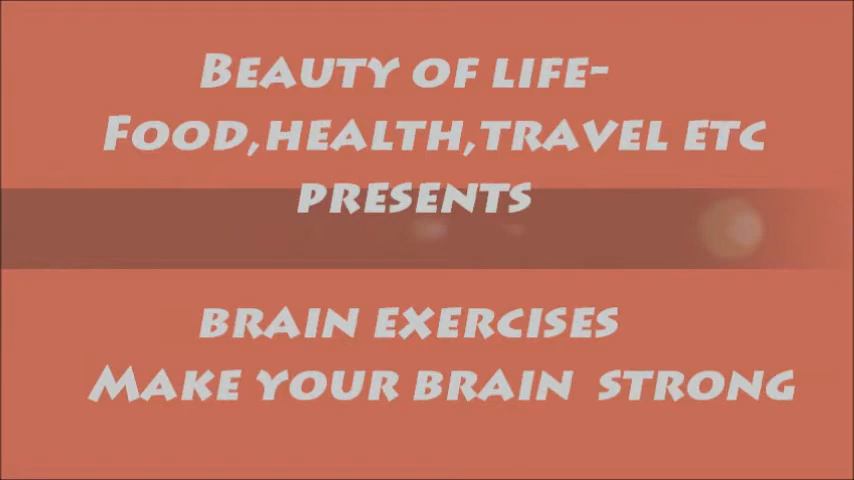 Beauty of life-
Food,health,travel etc
presents
brain exercises
Make your brain strong